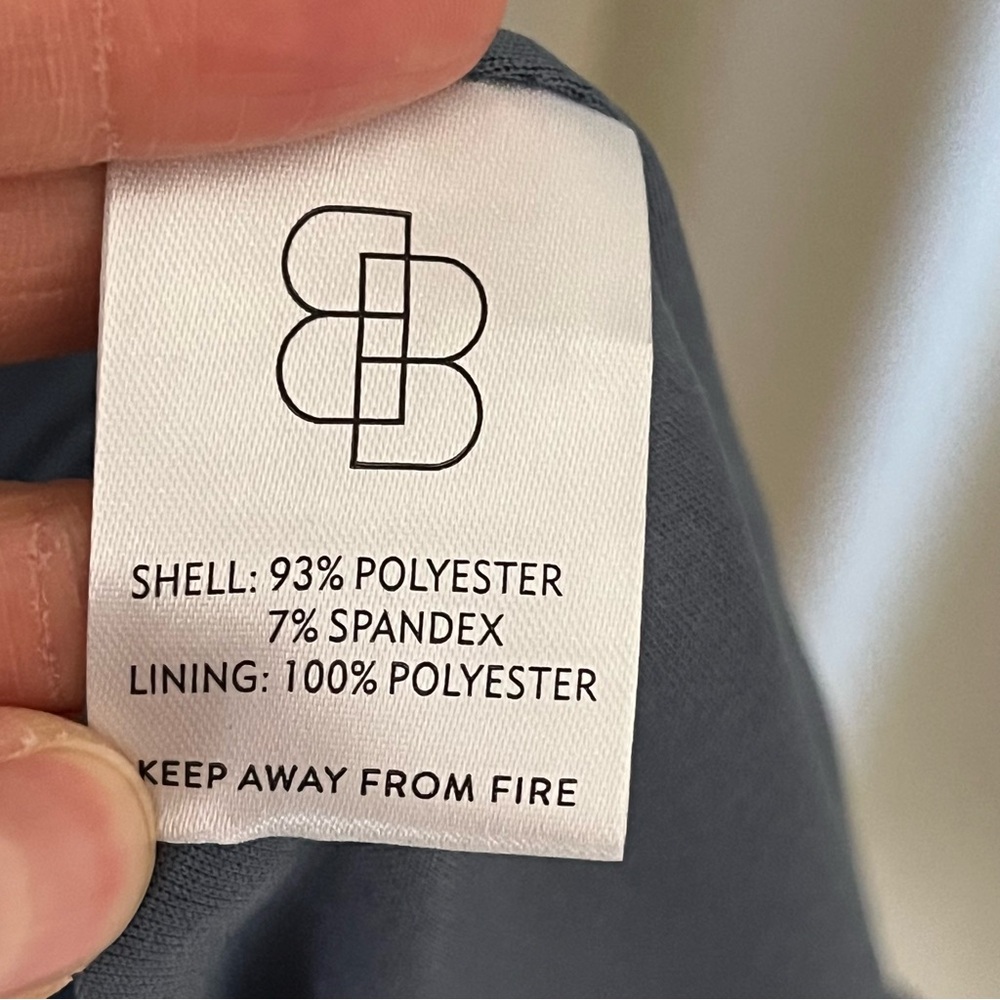 SHELL: 93% POLYESTER
7% SPANDEX
LINING: 100% POLYESTER
KEEP AWAY FROM FIRE